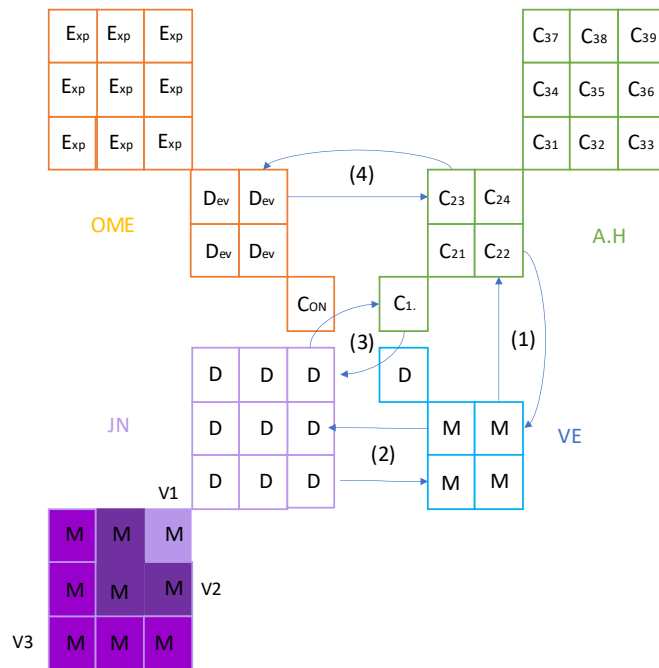 Exp Exp Exp C37 C38 C39
Exp Exp Exp C34 C35 C36
Exp Exp Exp C31 C32 C33
Dev Dev (4) C23 C24
OME A.H
Dev Dev C21 C22
CON C1.
(3) (1)
D D D D
JN D D D M M VE
(2)
D D D M M
V1
M M M
M M M V2
V3 M M M